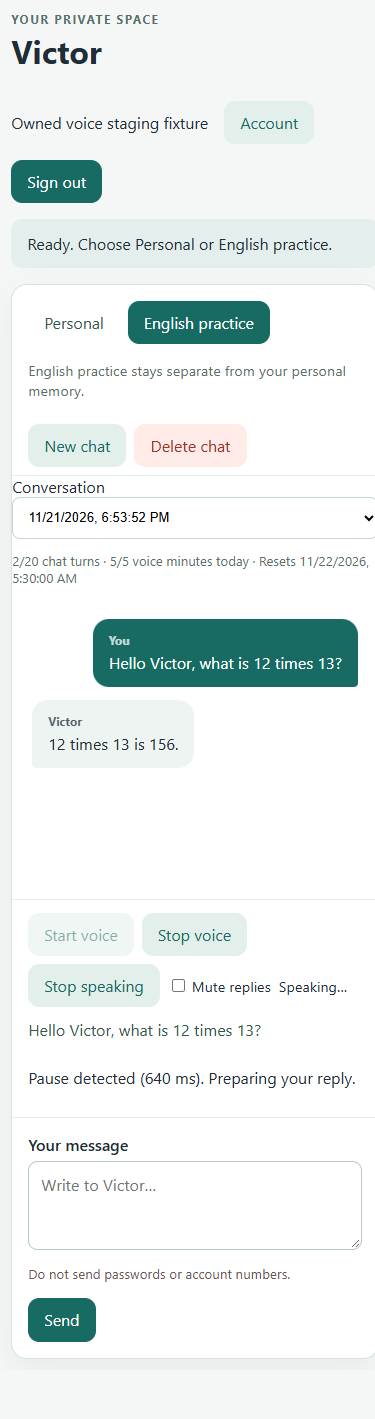 YOUR PRIVATE SPACE
Victor
Owned voice staging fixture
Account
Sign out
Ready. Choose Personal or English practice.
Personal
English practice
English practice stays separate from your personal
memory.
New chat
Delete chat
Conversation
11/21/2026, 6:53:52 PM
2/20 chat turns · 5/5 voice minutes today · Resets 11/22/2026,
5:30:00 AM
You
Hello Victor, what is 12 times 13?
Victor
12 times 13 is 156.
Start voice
Stop voice
Stop speaking
Mute replies
Speaking...
Hello Victor, what is 12 times 13?
Pause detected (640 ms). Preparing your reply.
Your message
Write to Victor...
Do not send passwords or account numbers.
Send